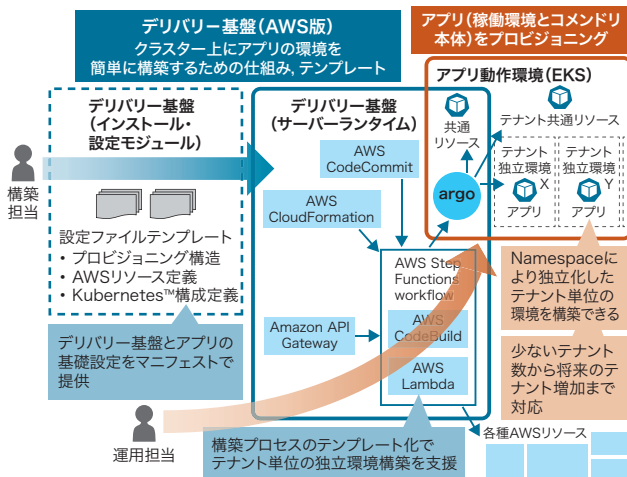 デリバリー基盤(AWS版)
クラスター上にアプリの環境を
簡単に構築するための仕組み,テンプレート
アプリ(稼働環境とコメンドリ
本体)をプロビジョニング
デリバリー基盤
(インストール・
設定モジュール)
構築
担当
設定ファイルテンプレート
• プロビジョニング構造
• AWSリソース定義
• Kubernetes™構成定義
デリバリー基盤とアプリの
基礎設定をマニフェストで
提供
運用担当
デリバリー基盤
(サーバーランタイム)
AWS
CodeCommit
AWS
CloudFormation
AWS Step
Functions
workflow
Amazon API
Gateway
AWS
CodeBuild
AWS
Lambda
構築プロセスのテンプレート化で
テナント単位の独立環境構築を支援
アプリ動作環境(EKS)
共通
リソース
テナント共通リソース
argo
テナント
独立環境
X
アプリ
テナント
独立環境
Y
アプリ
Namespaceに
より独立化した
テナント単位の
環境を構築できる
少ないテナント
数から将来の
テナント増加まで
対応
各種AWSリソース